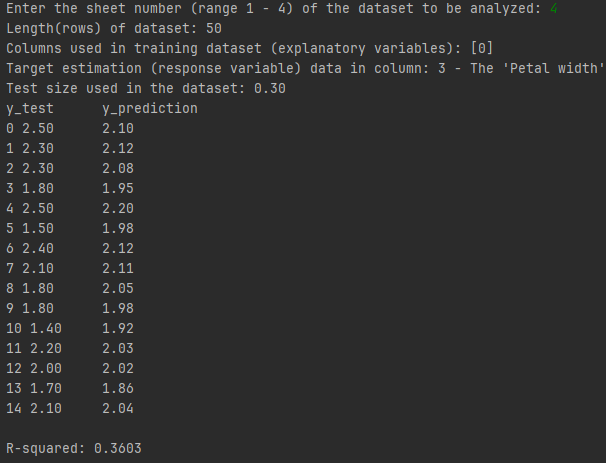 Enter the sheet number (range 1 - 4) of the dataset to be analyzed: 4
Length(rows) of dataset: 50
Columns used in training dataset (explanatory variables): [0]
Target estimation (response variable) data in column: 3 - The 'Petal width'
Test size used in the dataset: 0.30
y_test y_prediction
0 2.50 2.10
1 2.30 2.12
2 2.30 2.08
3 1.80 1.95
4 2.50 2.20
5 1.50 1.98
6 2.40 2.12
7 2.10 2.11
8 1.80 2.05
9 1.80 1.98
10 1.40 1.92
11 2.20 2.03
12 2.00 2.02
13 1.70 1.86
14 2.10 2.04
R-squared: 0.3603